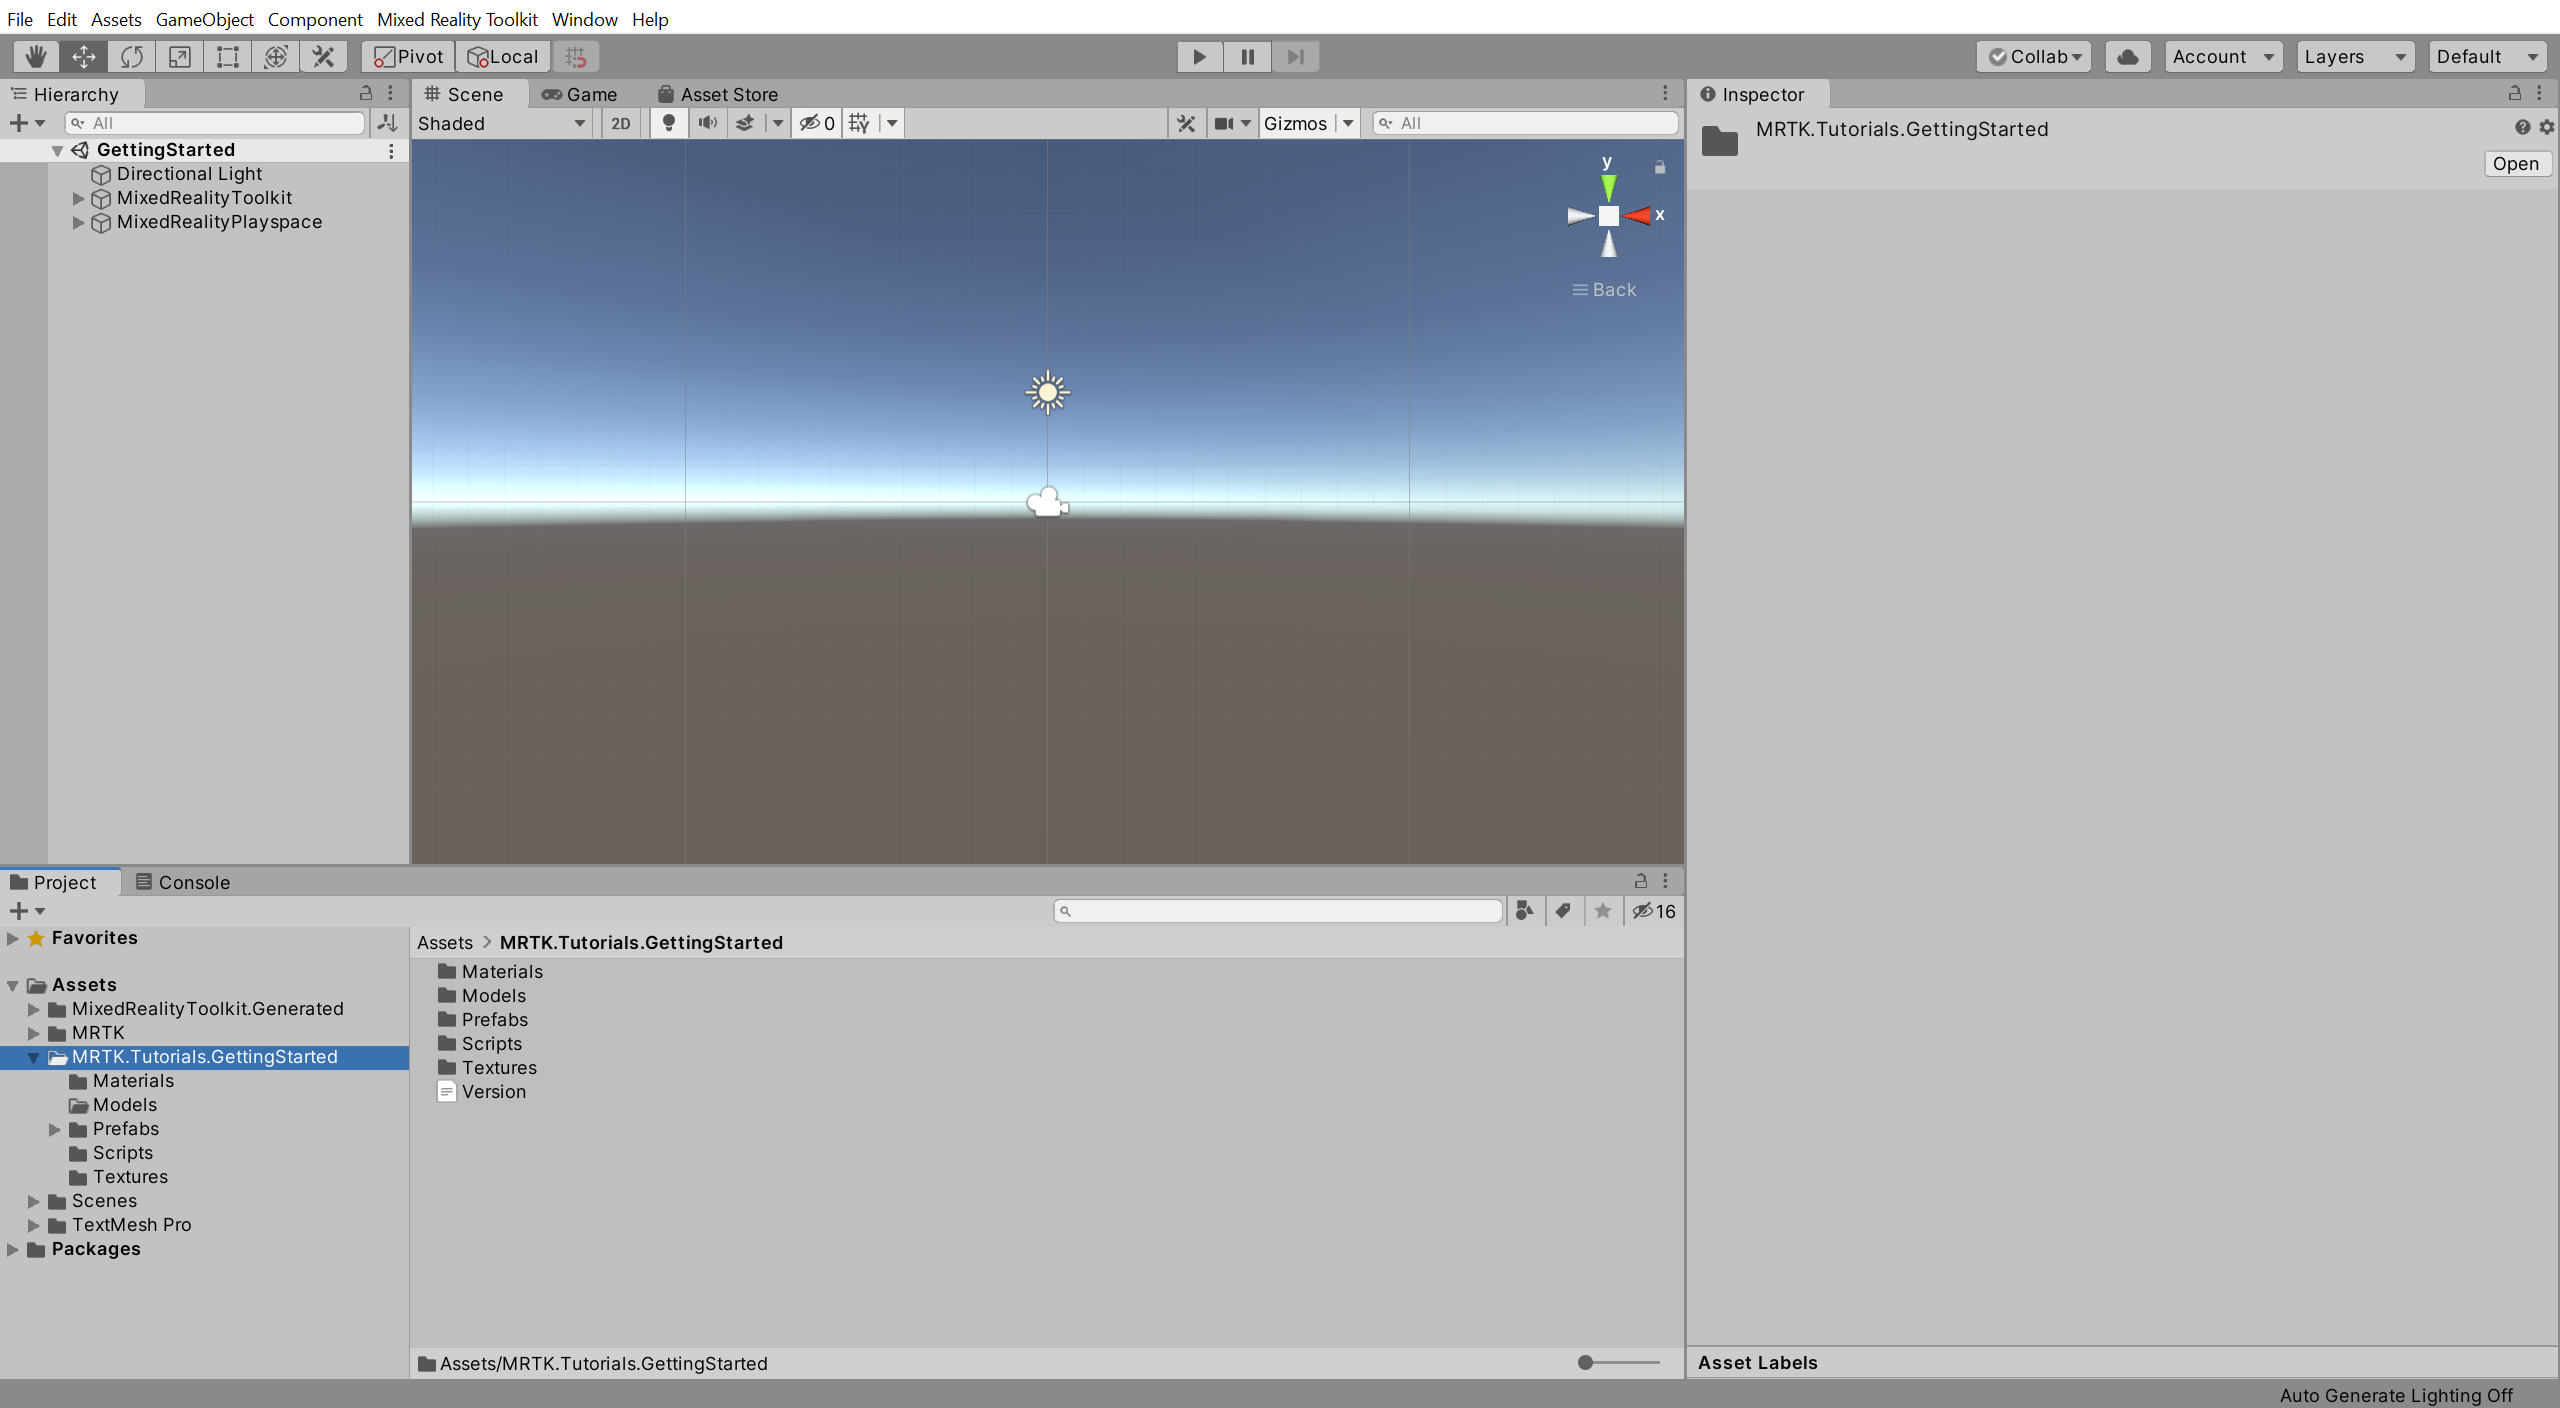 File Edit Assets GameObject Component Mixed Reality Toolkit Window Help
Pivot Local Collab Account Layers Default
Hierarchy
All
GettingStarted
Directional Light
MixedRealityToolkit
MixedRealityPlayspace
Scene Game Asset Store
Shaded 2D 0 Gizmos All
y
x
Back
Inspector
MRTK.Tutorials.GettingStarted
Open
Project Console
16
Favorites
Assets
MixedRealityToolkit.Generated
MRTK
MRTK.Tutorials.GettingStarted
Materials
Models
Prefabs
Scripts
Textures
Scenes
TextMesh Pro
Packages
Assets > MRTK.Tutorials.GettingStarted
Materials
Models
Prefabs
Scripts
Textures
Version
Assets/MRTK.Tutorials.GettingStarted
Asset Labels
Auto Generate Lighting Off